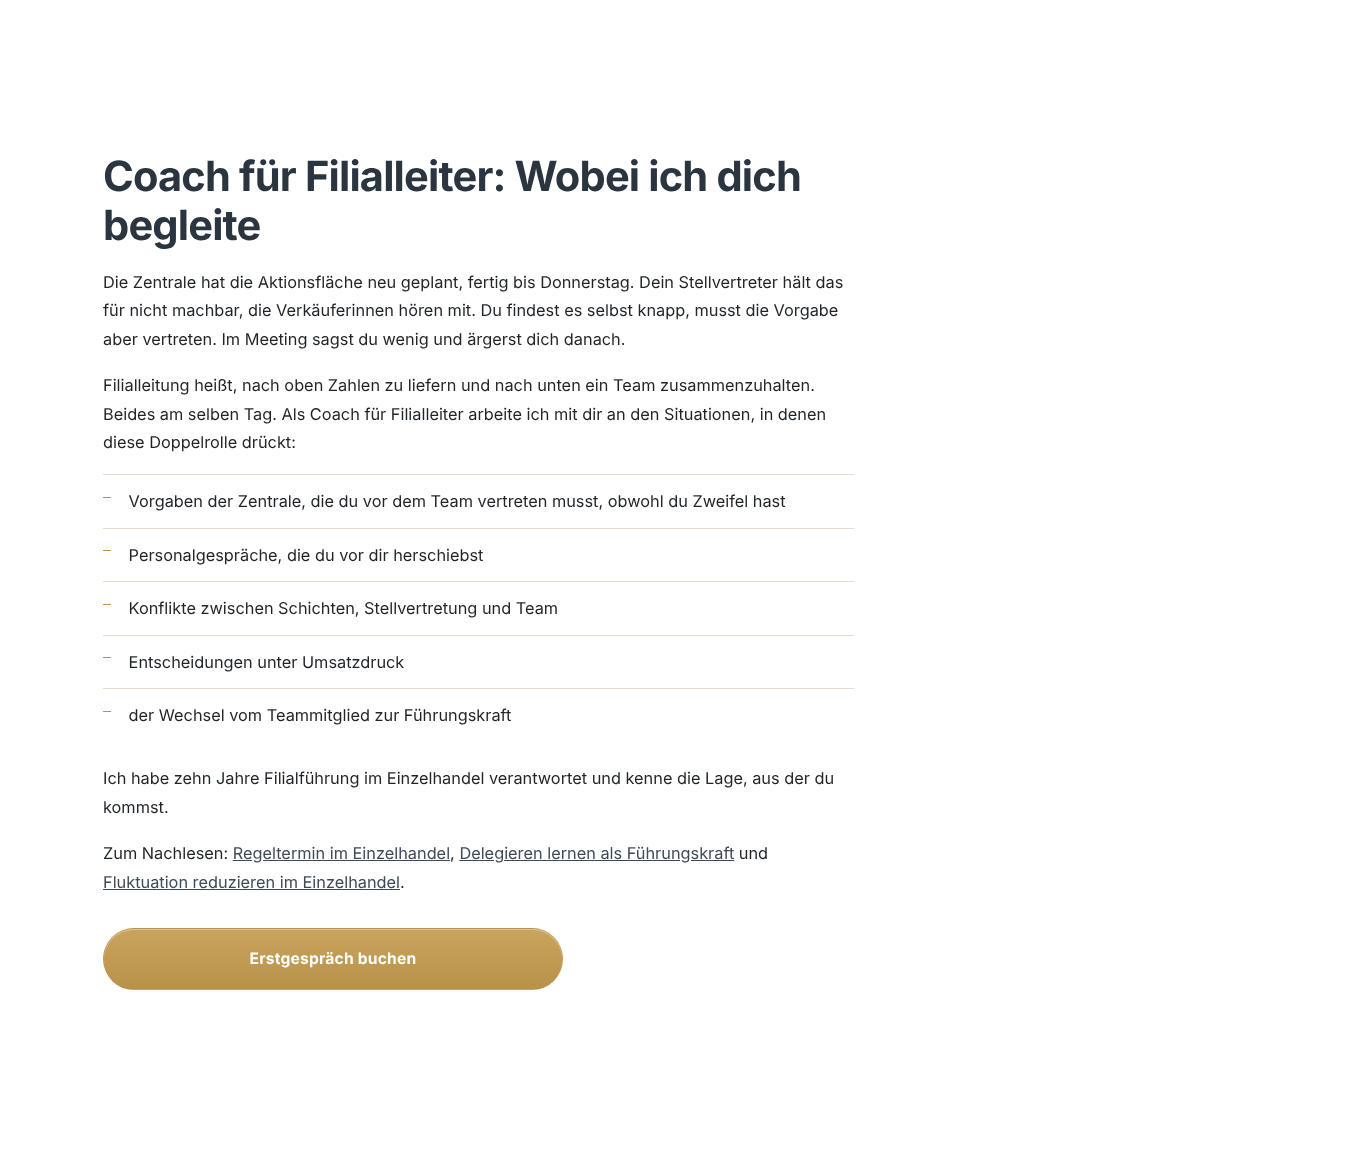 Coach für Filialleiter: Wobei ich dich
begleite
Die Zentrale hat die Aktionsfläche neu geplant, fertig bis Donnerstag. Dein Stellvertreter hält das
für nicht machbar, die Verkäuferinnen hören mit. Du findest es selbst knapp, musst die Vorgabe
aber vertreten. Im Meeting sagst du wenig und ärgerst dich danach.
Filialleitung heißt, nach oben Zahlen zu liefern und nach unten ein Team zusammenzuhalten.
Beides am selben Tag. Als Coach für Filialleiter arbeite ich mit dir an den Situationen, in denen
diese Doppelrolle drückt:
– Vorgaben der Zentrale, die du vor dem Team vertreten musst, obwohl du Zweifel hast
– Personalgespräche, die du vor dir herschiebst
– Konflikte zwischen Schichten, Stellvertretung und Team
– Entscheidungen unter Umsatzdruck
– der Wechsel vom Teammitglied zur Führungskraft
Ich habe zehn Jahre Filialführung im Einzelhandel verantwortet und kenne die Lage, aus der du
kommst.
Zum Nachlesen: Regeltermin im Einzelhandel, Delegieren lernen als Führungskraft und
Fluktuation reduzieren im Einzelhandel.
Erstgespräch buchen